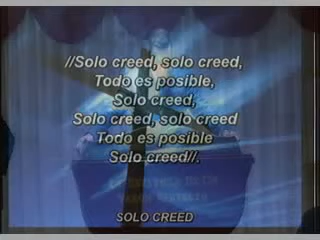 //Solo creed, solo creed,
Todo es posible,
Solo creed,
Solo creed, solo creed
Todo es posible
Solo creed//.
SOLO CREED